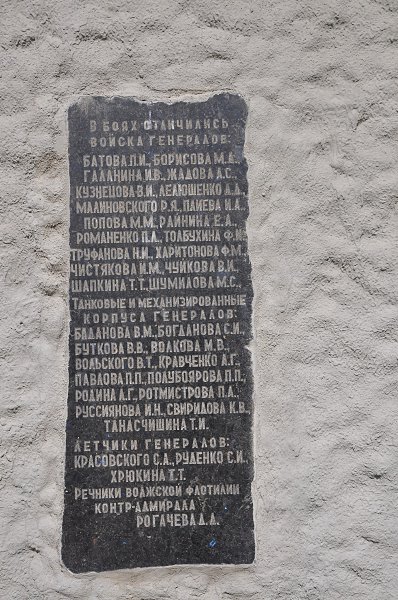 В БОЯХ ОТЛИЧИЛИСЬ
ВОЙСКА ГЕНЕРАЛОВ:
БАТОВА П.И., БОРИСОВА М.Д.
ГАЛАНИНА И.В., ЖАДОВА А.С.,
КУЗНЕЦОВА В.И., ЛЕЛЮШЕНКО Д.Д.
МАЛИНОВСКОГО Р.Я., ПЛИЕВА И.А.
ПОПОВА М.М., РАЙНИНА Е.А.,
РОМАНЕНКО П.Л., ТОЛБУХИНА Ф.И.
ТРУФАНОВА Н.И., ХАРИТОНОВА Ф.М.,
ЧИСТЯКОВА И.М., ЧУЙКОВА В.И.,
ШАПКИНА Т.Т., ШУМИЛОВА М.С.
ТАНКОВЫЕ И МЕХАНИЗИРОВАННЫЕ
КОРПУСА ГЕНЕРАЛОВ:
БАДАНОВА В.М., БОГДАНОВА С.И.,
БУТКОВА В.В., ВОЛКОВА М.В.,
ВОЛЬСКОГО В.Т., КРАВЧЕНКО А.Г.,
ПАВЛОВА П.П., ПОЛУБОЯРОВА П.П.,
РОДИНА А.Г., РОТМИСТРОВА П.А.,
РУССИЯНОВА И.Н., СВИРИДОВА К.В.,
ТАНАСЧИШИНА Т.И.
ЛЕТЧИКИ ГЕНЕРАЛОВ:
КРАСОВСКОГО С.А., РУДЕНКО С.И.,
ХРЮКИНА Т.Т.
РЕЧНИКИ ВОЛЖСКОЙ ФЛОТИЛИИ
КОНТР-АДМИРАЛА
РОГАЧЕВА Д.Д.